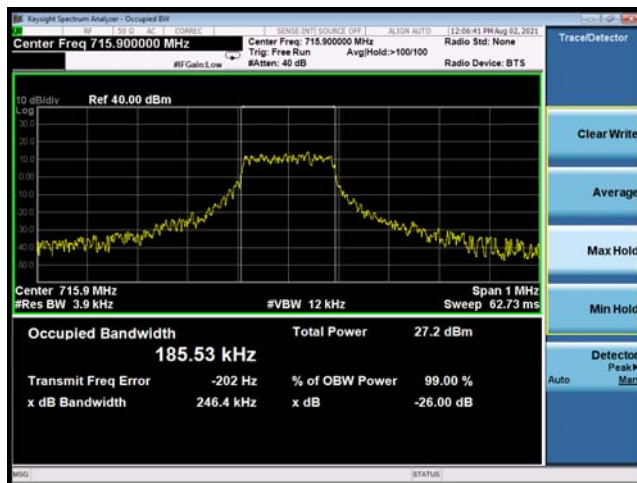 Keysight Spectrum Analyzer - Occupied BW
RF 50 Ω AC CORREC SENSE:INT SOURCE OFF ALIGN AUTO 12:06:41 PM Aug 02, 2021
Center Freq 715.900000 MHz Center Freq: 715.900000 MHz Radio Std: None
Trig: Free Run Avg|Hold:>100/100
#IFGain:Low #Atten: 40 dB Radio Device: BTS
10 dB/div Ref 40.00 dBm
Log
30.0
20.0
10.0
0.00
-10.0
-20.0
-30.0
-40.0
-50.0
Center 715.9 MHz Span 1 MHz
#Res BW 3.9 kHz #VBW 12 kHz Sweep 62.73 ms
Occupied Bandwidth Total Power 27.2 dBm
185.53 kHz
Transmit Freq Error -202 Hz % of OBW Power 99.00 %
x dB Bandwidth 246.4 kHz x dB -26.00 dB
MSG STATUS
Trace/Detector
Clear Write
Average
Max Hold
Min Hold
Detector
Peak
Auto Man